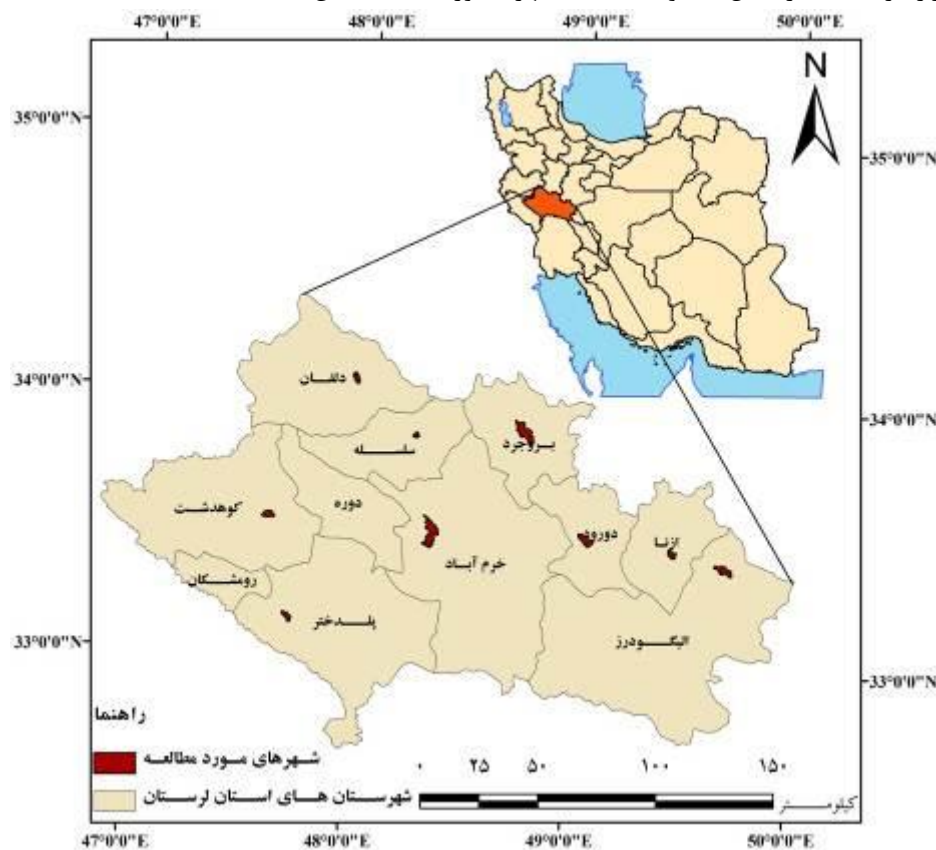 47°0'0"E 48°0'0"E 49°0'0"E 50°0'0"E
N
35°0'0"N
35°0'0"N
34°0'0"N
34°0'0"N
33°0'0"N
33°0'0"N
دلفان
سلسله
بروجرد
کوهدشت
دوره
دورود
ازنا
خرم آباد
رومشکان
پلدختر
الیگودرز
راهنما
شهرهای مورد مطالعه
شهرستان های استان لرستان
۰ ۲۵ ۵۰ ۱۰۰ ۱۵۰
کیلومتر
47°0'0"E 48°0'0"E 49°0'0"E 50°0'0"E